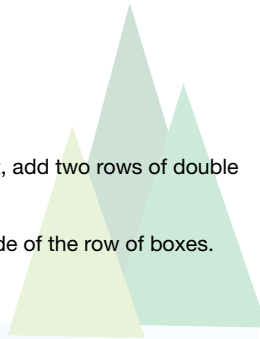 , add two rows of double
de of the row of boxes.